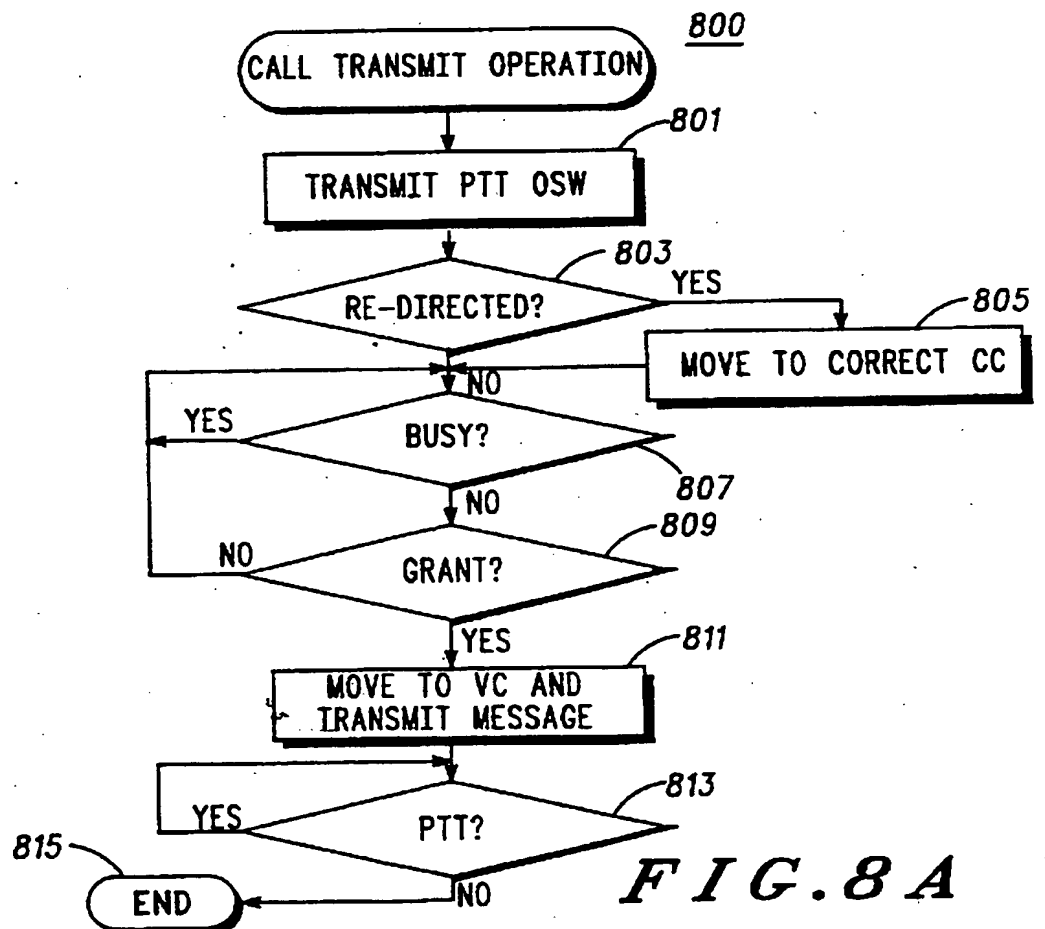 800
CALL TRANSMIT OPERATION
801
TRANSMIT PTT OSW
803
RE-DIRECTED?
YES
805
MOVE TO CORRECT CC
NO
YES
BUSY?
807
NO
809
NO
GRANT?
YES
811
MOVE TO VC AND
TRANSMIT MESSAGE
813
YES
PTT?
815
NO
END
FIG.8A